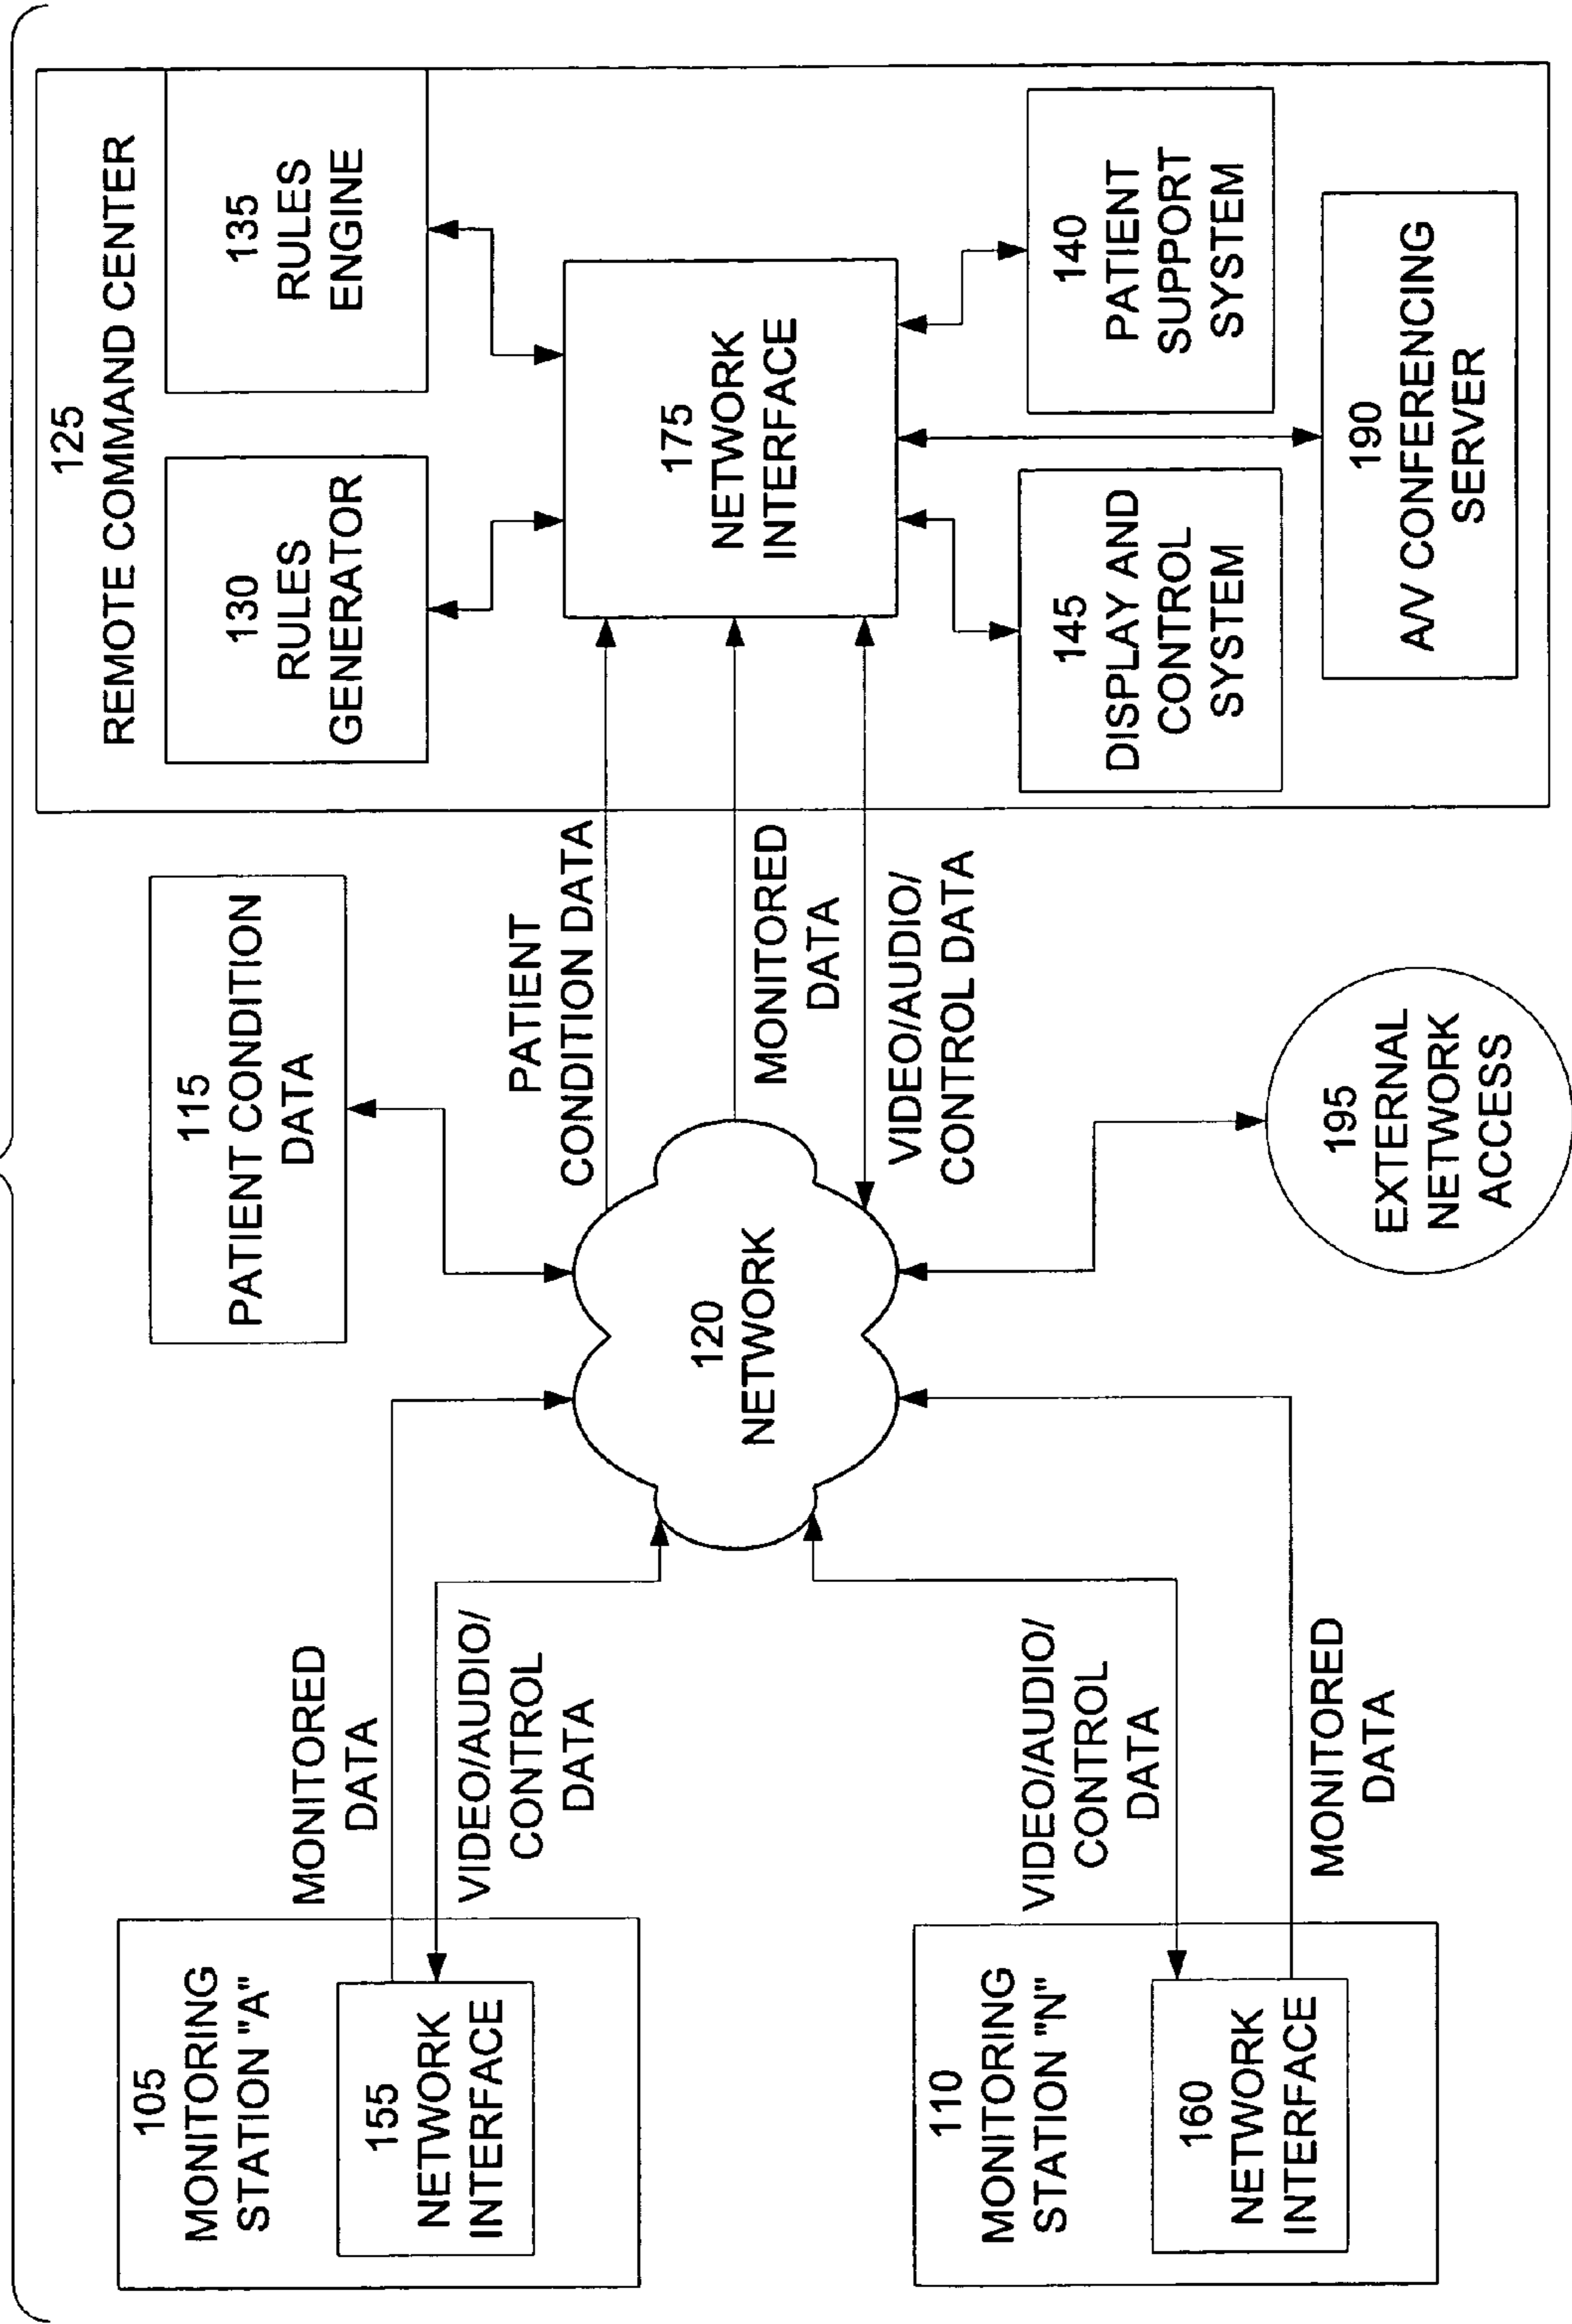 105
MONITORING
STATION "A"
155
NETWORK
INTERFACE
MONITORED
DATA
VIDEO/AUDIO/
CONTROL
DATA
110
MONITORING
STATION "N"
160
NETWORK
INTERFACE
VIDEO/AUDIO/
CONTROL
DATA
MONITORED
DATA
115
PATIENT CONDITION
DATA
120
NETWORK
195
EXTERNAL
NETWORK
ACCESS
PATIENT
CONDITION DATA
MONITORED
DATA
VIDEO/AUDIO/
CONTROL DATA
125
REMOTE COMMAND CENTER
130
RULES
GENERATOR
135
RULES
ENGINE
175
NETWORK
INTERFACE
145
DISPLAY AND
CONTROL
SYSTEM
140
PATIENT
SUPPORT
SYSTEM
190
A/V CONFERENCING
SERVER